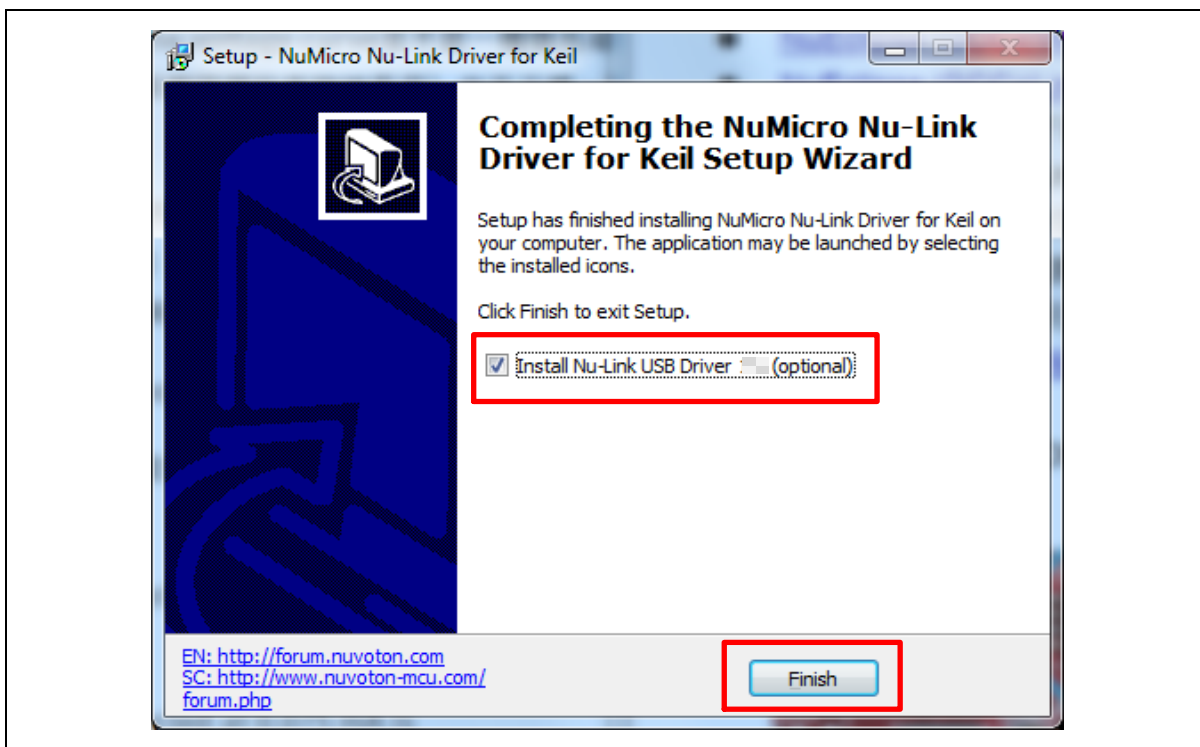 Setup - NuMicro Nu-Link Driver for Keil
Completing the NuMicro Nu-Link
Driver for Keil Setup Wizard
Setup has finished installing NuMicro Nu-Link Driver for Keil on
your computer. The application may be launched by selecting
the installed icons.
Click Finish to exit Setup.
Install Nu-Link USB Driver (optional)
EN: http://forum.nuvoton.com
SC: http://www.nuvoton-mcu.com/
forum.php
Finish